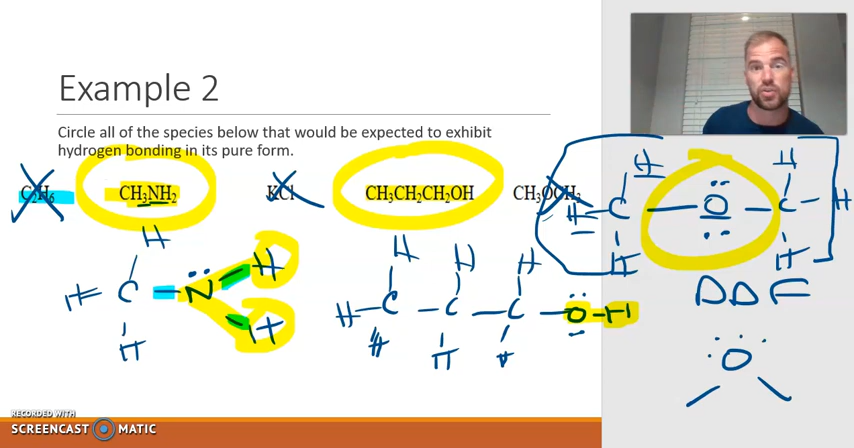 Example 2
Circle all of the species below that would be expected to exhibit
hydrogen bonding in its pure form.
C₂H₆ CH₃NH₂ KCl CH₃CH₂CH₂OH CH₃OCH₃
H H
H C O C H
H H
DDF
H H H H
H C N H H C C C O H
H H H H H
O
RECORDED WITH
SCREENCAST MATIC